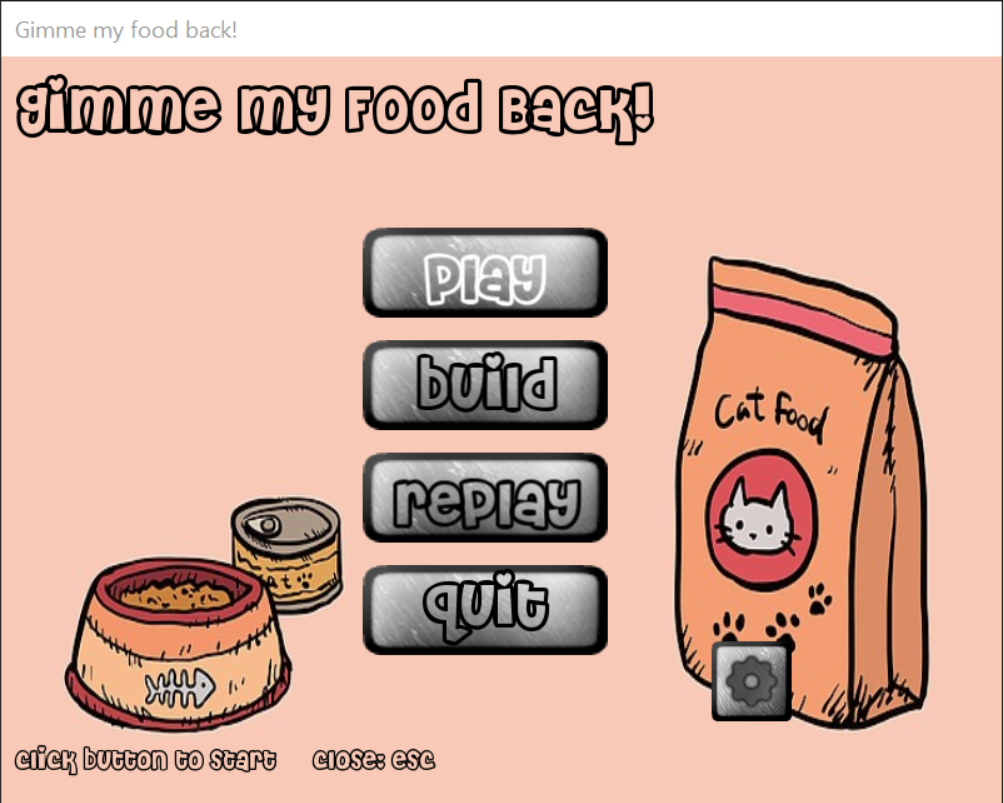 Gimme my food back!
gimme my food back!
play
build
Cat Food
replay
quit
click button to start
close: esc